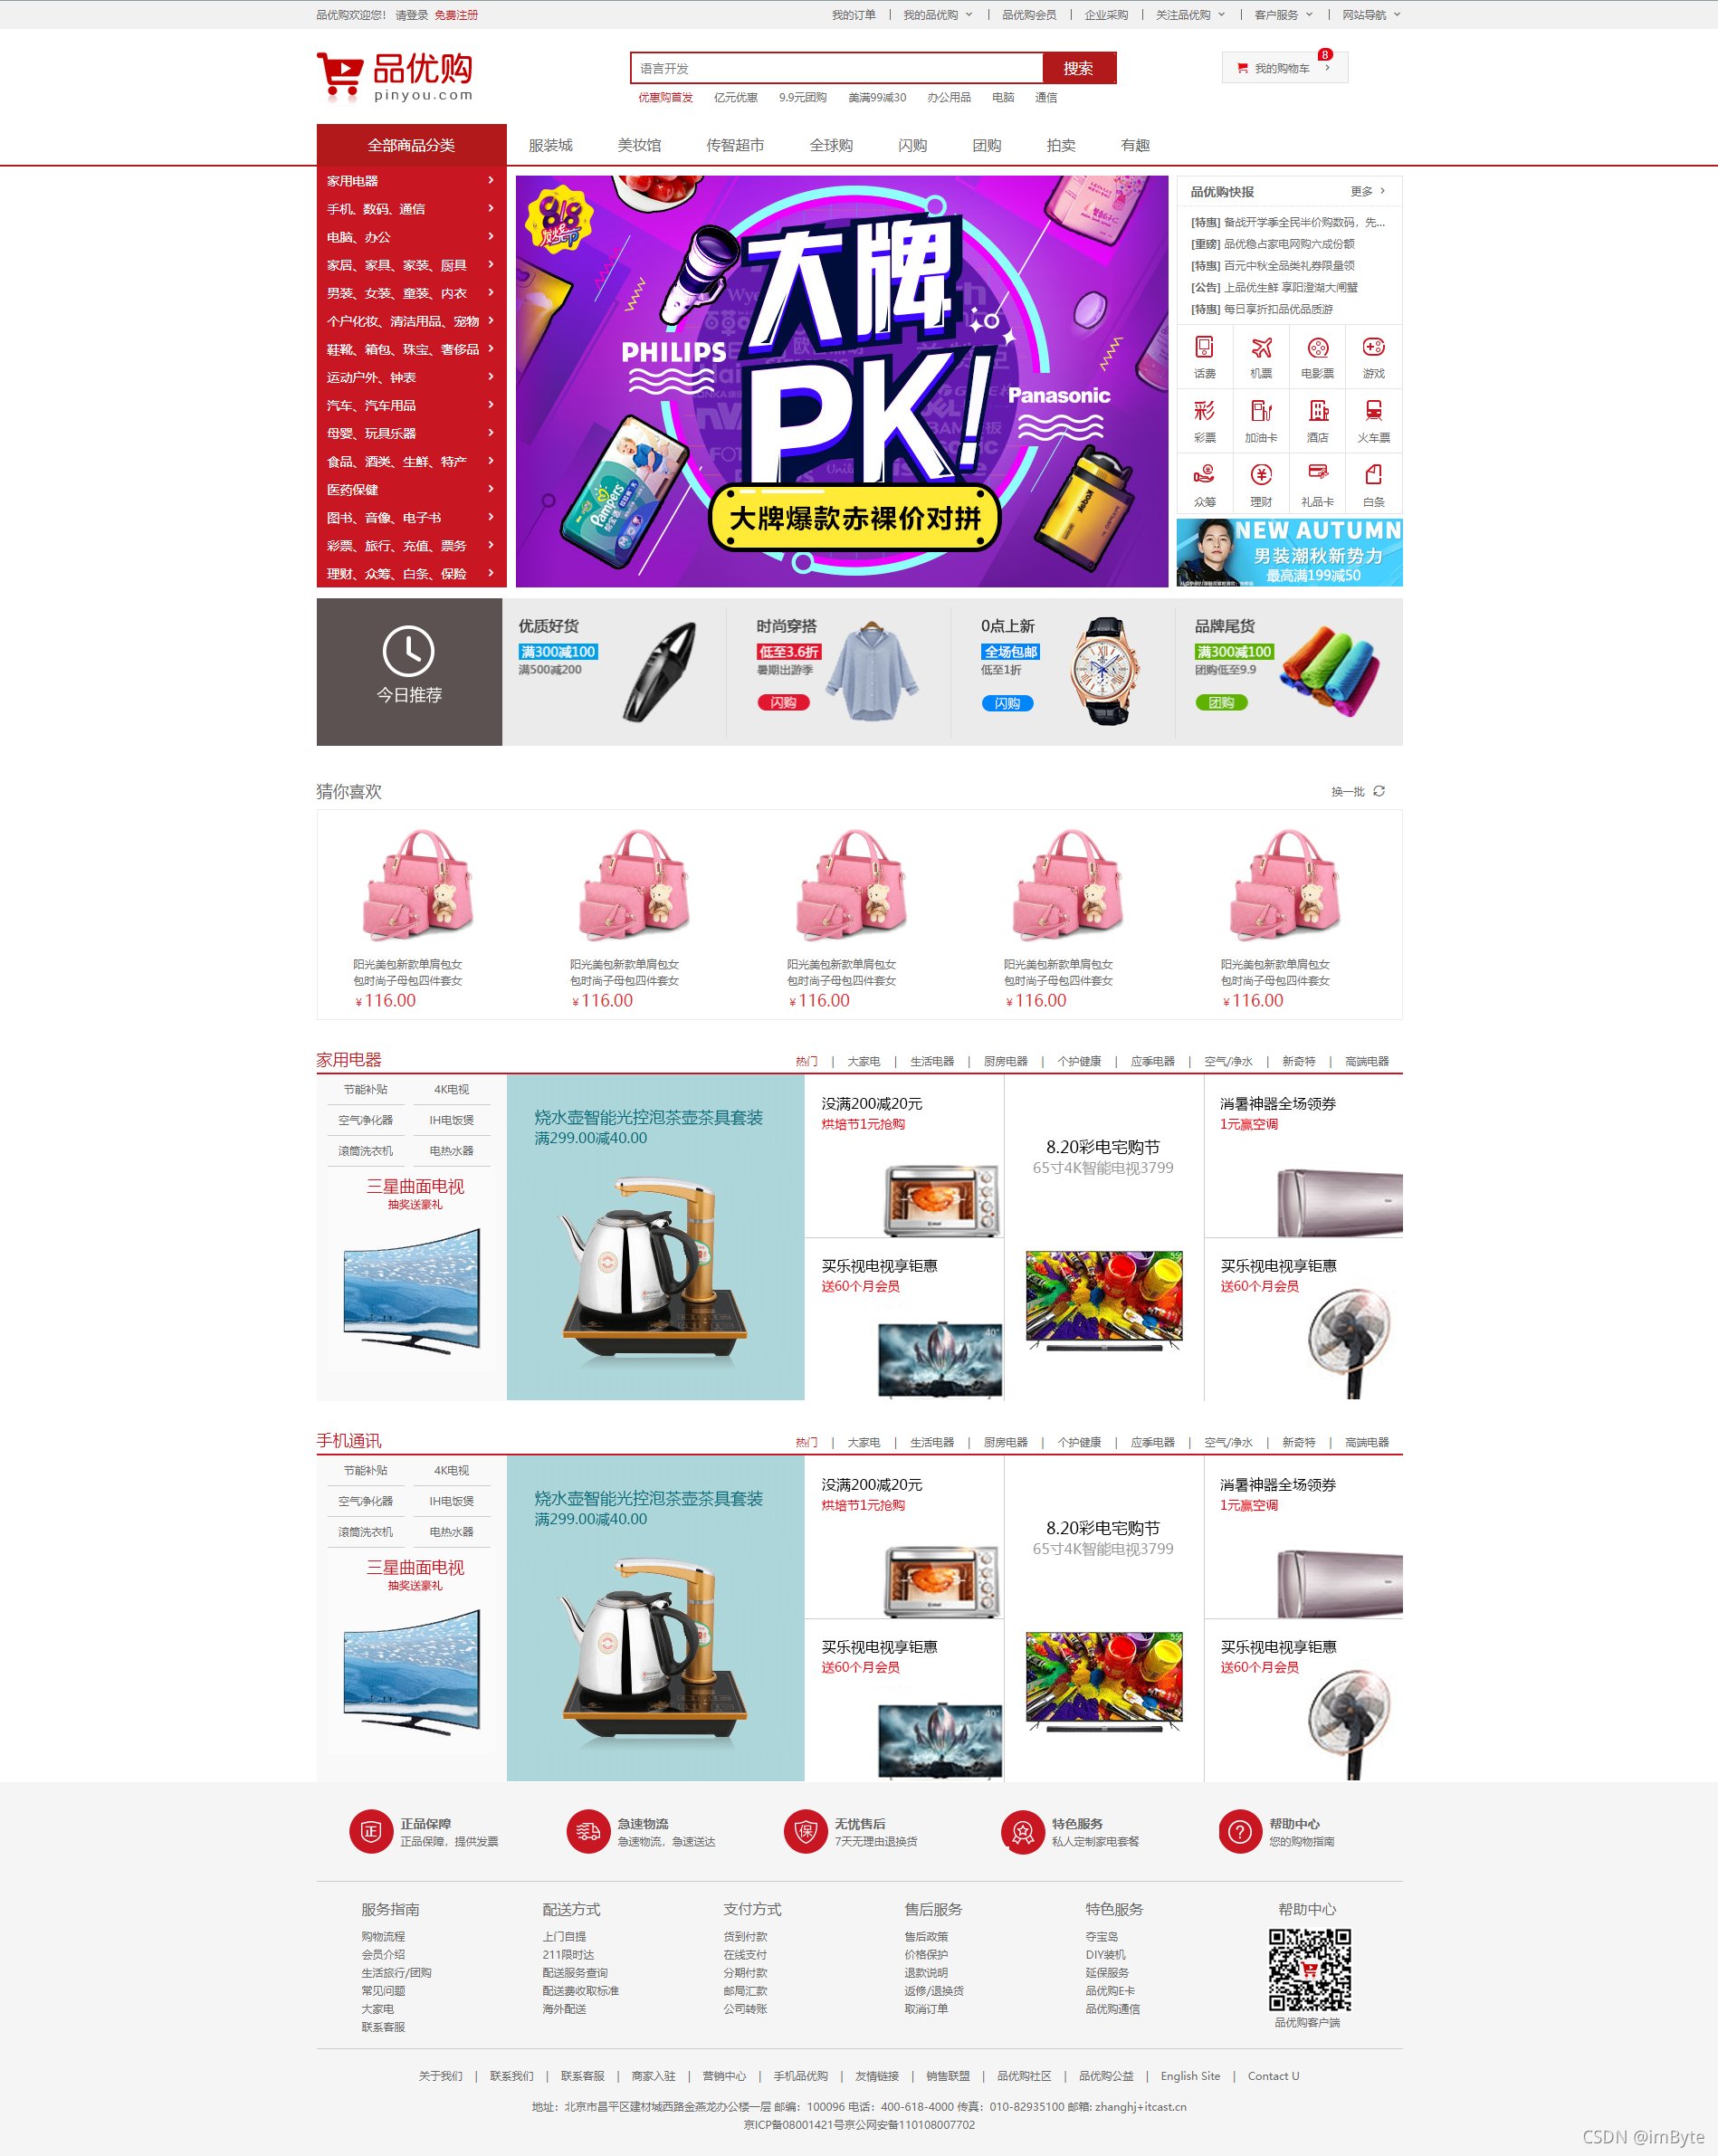 品优购欢迎您! 请登录 免费注册
我的订单 | 我的品优购 | 品优购会员 | 企业采购 | 关注品优购 | 客户服务 | 网站导航
品优购
pinyou.com
语言开发 搜索
我的购物车 8
优惠购首发 亿元优惠 9.9元团购 美满99减30 办公用品 电脑 通信
全部商品分类 服装城 美妆馆 传智超市 全球购 闪购 团购 拍卖 有趣
家用电器
手机、数码、通信
电脑、办公
家居、家具、家装、厨具
男装、女装、童装、内衣
个户化妆、清洁用品、宠物
鞋靴、箱包、珠宝、奢侈品
运动户外、钟表
汽车、汽车用品
母婴、玩具乐器
食品、酒类、生鲜、特产
医药保健
图书、音像、电子书
彩票、旅行、充值、票务
理财、众筹、白条、保险
大牌
PK!
PHILIPS
Panasonic
Pampers
kodak
大牌爆款赤裸价对拼
品优购快报 更多
[特惠] 备战开学季全民半价购数码，先...
[重磅] 品优稳占家电网购六成份额
[特惠] 百元中秋全品类礼券限量领
[公告] 上品优生鲜 享阳澄湖大闸蟹
[特惠] 每日享折扣品优品质游
话费 机票 电影票 游戏
彩票 加油卡 酒店 火车票
众筹 理财 礼品卡 白条
NEW AUTUMN
男装潮秋新势力
最高满199减50
今日推荐
优质好货
满300减100
满500减200
时尚穿搭
低至3.6折
暑期出游季
闪购
0点上新
全场包邮
低至1折
闪购
品牌尾货
满300减100
团购低至9.9
团购
猜你喜欢 换一批
阳光美包新款单肩包女 阳光美包新款单肩包女 阳光美包新款单肩包女 阳光美包新款单肩包女 阳光美包新款单肩包女
包时尚子母包四件套女 包时尚子母包四件套女 包时尚子母包四件套女 包时尚子母包四件套女 包时尚子母包四件套女
¥116.00 ¥116.00 ¥116.00 ¥116.00 ¥116.00
家用电器 热门 | 大家电 | 生活电器 | 厨房电器 | 个护健康 | 应季电器 | 空气/净水 | 新奇特 | 高端电器
节能补贴 4K电视
空气净化器 IH电饭煲
滚筒洗衣机 电热水器
三星曲面电视
抽奖送豪礼
烧水壶智能光控泡茶壶茶具套装
满299.00减40.00
没满200减20元
烘培节1元抢购
买乐视电视享钜惠
送60个月会员
8.20彩电宅购节
65寸4K智能电视3799
消暑神器全场领券
1元赢空调
买乐视电视享钜惠
送60个月会员
手机通讯 热门 | 大家电 | 生活电器 | 厨房电器 | 个护健康 | 应季电器 | 空气/净水 | 新奇特 | 高端电器
节能补贴 4K电视
空气净化器 IH电饭煲
滚筒洗衣机 电热水器
三星曲面电视
抽奖送豪礼
烧水壶智能光控泡茶壶茶具套装
满299.00减40.00
没满200减20元
烘培节1元抢购
买乐视电视享钜惠
送60个月会员
8.20彩电宅购节
65寸4K智能电视3799
消暑神器全场领券
1元赢空调
买乐视电视享钜惠
送60个月会员
正品保障 急速物流 无忧售后 特色服务 帮助中心
正品保障，提供发票 急速物流，急速送达 7天无理由退换货 私人定制家电套餐 您的购物指南
服务指南 配送方式 支付方式 售后服务 特色服务 帮助中心
购物流程 上门自提 货到付款 售后政策 夺宝岛
会员介绍 211限时达 在线支付 价格保护 DIY装机
生活旅行/团购 配送服务查询 分期付款 退款说明 延保服务
常见问题 配送费收取标准 邮局汇款 返修/退换货 品优购E卡
大家电 海外配送 公司转账 取消订单 品优购通信
联系客服 品优购客户端
关于我们 | 联系我们 | 联系客服 | 商家入驻 | 营销中心 | 手机品优购 | 友情链接 | 销售联盟 | 品优购社区 | 品优购公益 | English Site | Contact U
地址：北京市昌平区建材城西路金燕龙办公楼一层 邮编：100096 电话：400-618-4000 传真：010-82935100 邮箱: zhanghj+itcast.cn
京ICP备08001421号京公网安备110108007702
CSDN @imByte